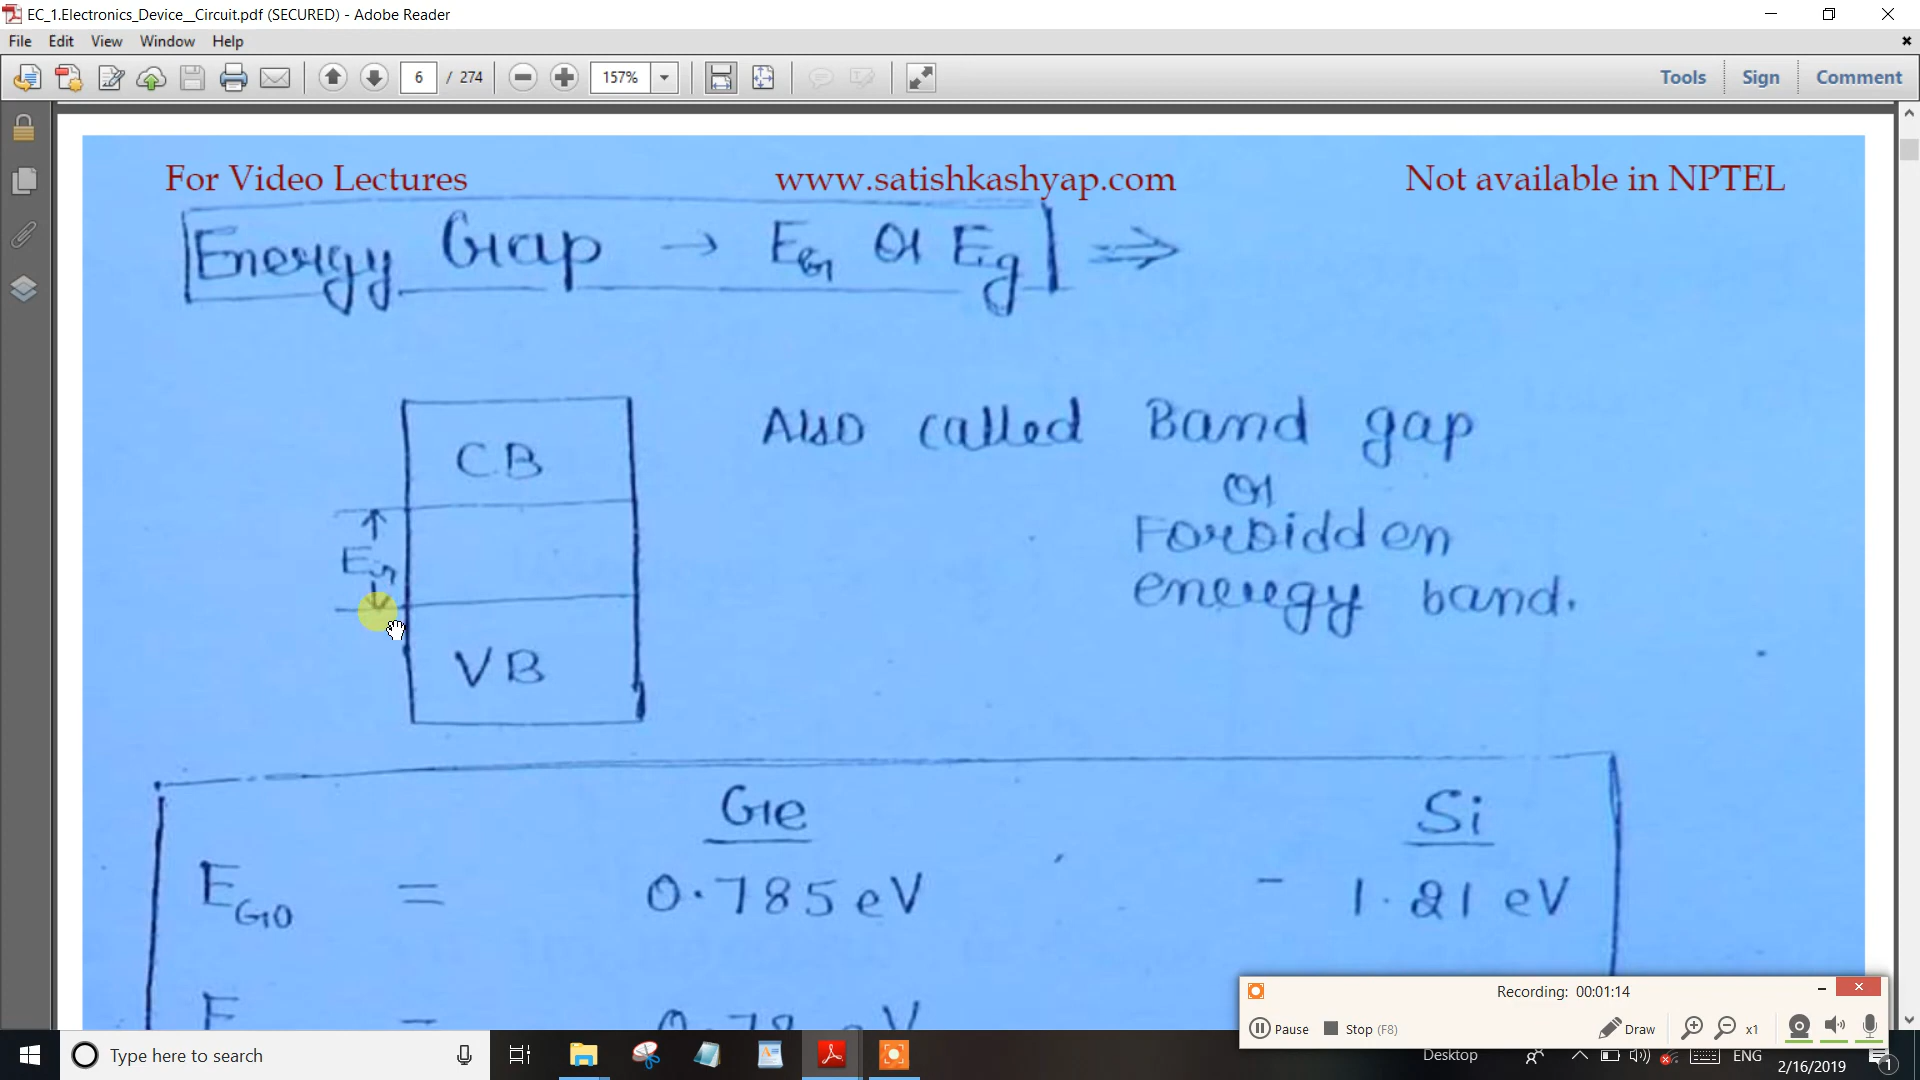 EC_1.Electronics_Device__Circuit.pdf (SECURED) - Adobe Reader
File Edit View Window Help
6 / 274 157% Tools Sign Comment
For Video Lectures www.satishkashyap.com Not available in NPTEL
Energy Gap → EG or Eg ⇒
CB
Also called Band gap
or
Forbidden
EG
energy band.
VB
Ge Si
EG0 = 0.785 eV - 1.21 eV
Recording: 00:01:14
Pause Stop (F8) Draw x1
Type here to search
Desktop ENG
2/16/2019 1